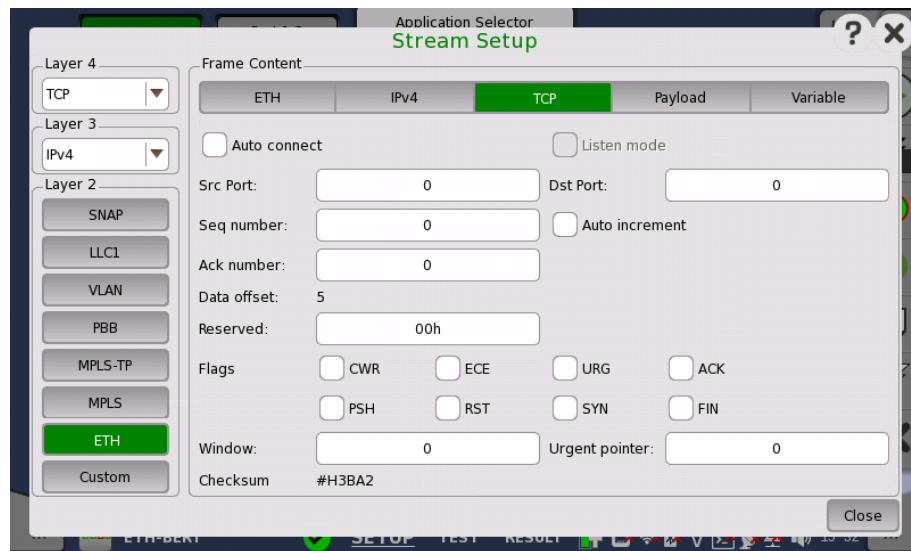 Application Selector
Stream Setup
?
Layer 4
TCP
Layer 3
IPv4
Layer 2
SNAP
LLC1
VLAN
PBB
MPLS-TP
MPLS
ETH
Custom
Frame Content
ETH IPv4 TCP Payload Variable
Auto connect Listen mode
Src Port: 0 Dst Port: 0
Seq number: 0 Auto increment
Ack number: 0
Data offset: 5
Reserved: 00h
Flags CWR ECE URG ACK
PSH RST SYN FIN
Window: 0 Urgent pointer: 0
Checksum #H3BA2
Close
ETH-BERT SETUP TEST RESULT